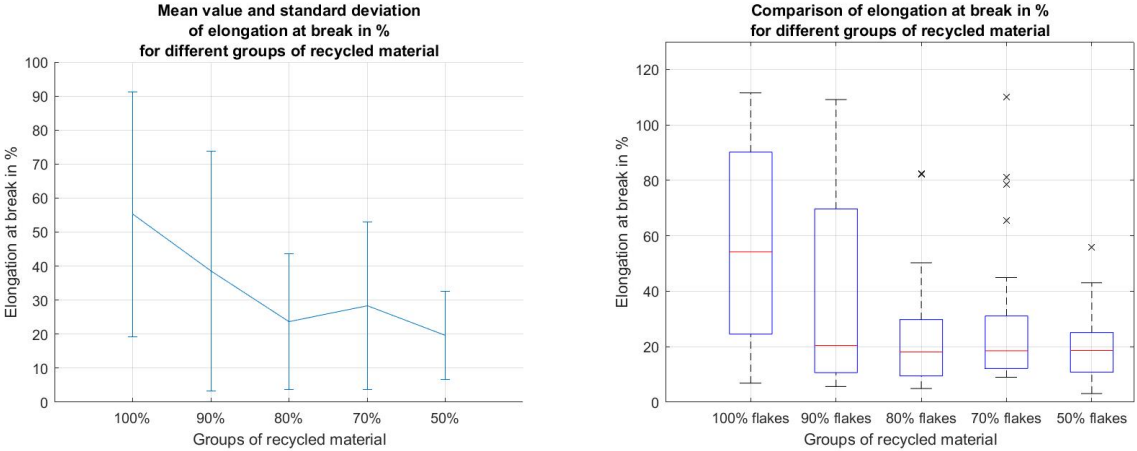 Mean value and standard deviation
of elongation at break in %
for different groups of recycled material
Elongation at break in %
100
90
80
70
60
50
40
30
20
10
0
100%
90%
80%
70%
50%
Groups of recycled material
Comparison of elongation at break in %
for different groups of recycled material
Elongation at break in %
120
100
80
60
40
20
0
100% flakes
90% flakes
80% flakes
70% flakes
50% flakes
Groups of recycled material